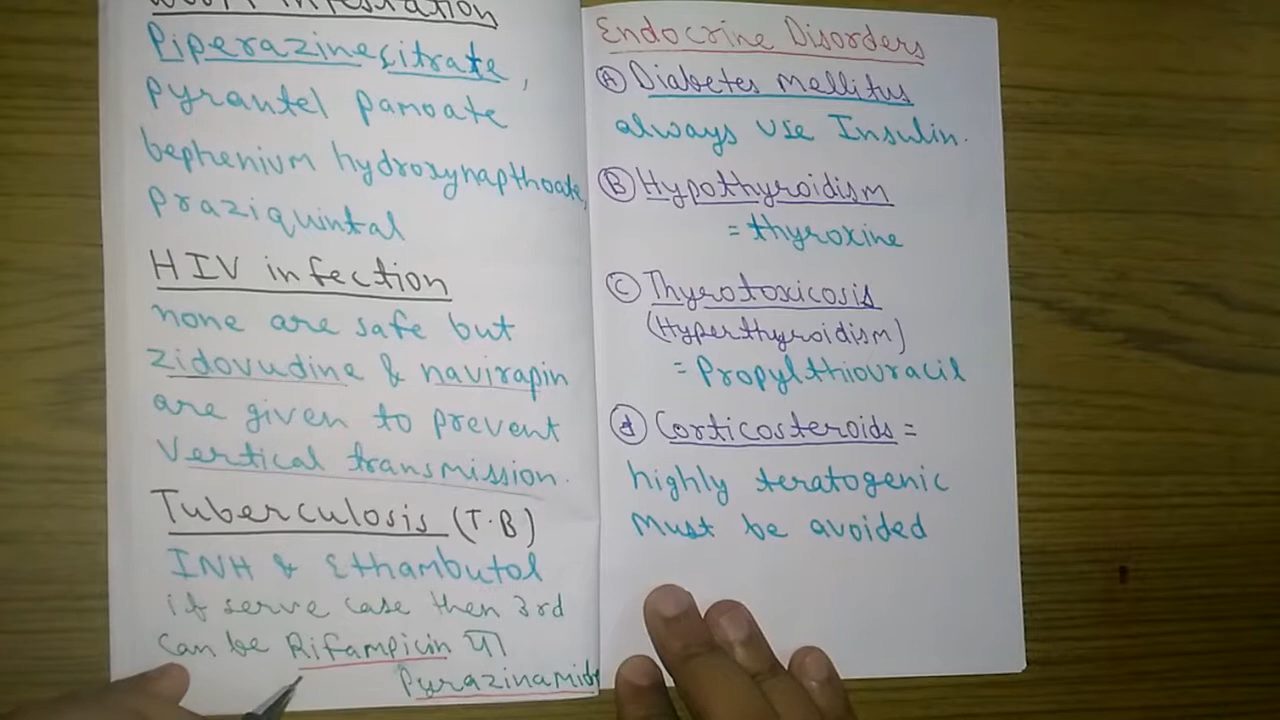 Worm infestation
Piperazine citrate,
Pyrantel pamoate
bephenium hydroxynapthoate,
praziquintal
HIV infection
none are safe but
zidovudine & navirapin
are given to prevent
Vertical transmission.
Tuberculosis (T.B)
INH & Ethambutol
if serve case then 3rd
can be Rifampicin या
Pyrazinamide
Endocrine Disorders
(A) Diabetes mellitus
always use Insulin.
(B) Hypothyroidism
= thyroxine
(C) Thyrotoxicosis
(Hyperthyroidism)
= Propylthiouracil
(d) Corticosteroids =
highly teratogenic
Must be avoided